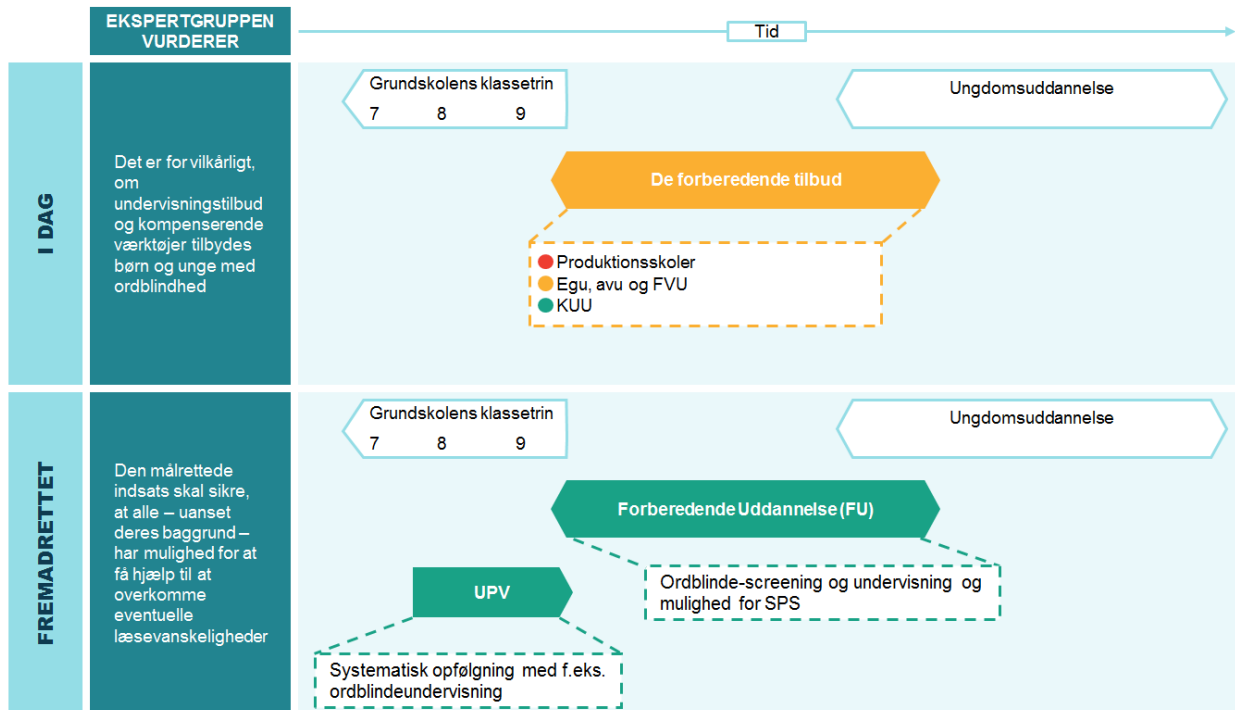 EKSPERTGRUPPEN
VURDERER
Tid
I DAG
Det er for vilkårligt,
om
undervisningstilbud
og kompenserende
værktøjer tilbydes
børn og unge med
ordblindhed
Grundskolens klassetrin
7 8 9
Ungdomsuddannelse
De forberedende tilbud
Produktionsskoler
Egu, avu og FVU
KUU
FREMADRETTET
Den målrettede
indsats skal sikre,
at alle – uanset
deres baggrund –
har mulighed for at
få hjælp til at
overkomme
eventuelle
læsevanskeligheder
Grundskolens klassetrin
7 8 9
Ungdomsuddannelse
Forberedende Uddannelse (FU)
Ordblinde-screening og undervisning og
mulighed for SPS
UPV
Systematisk opfølgning med f.eks.
ordblindeundervisning